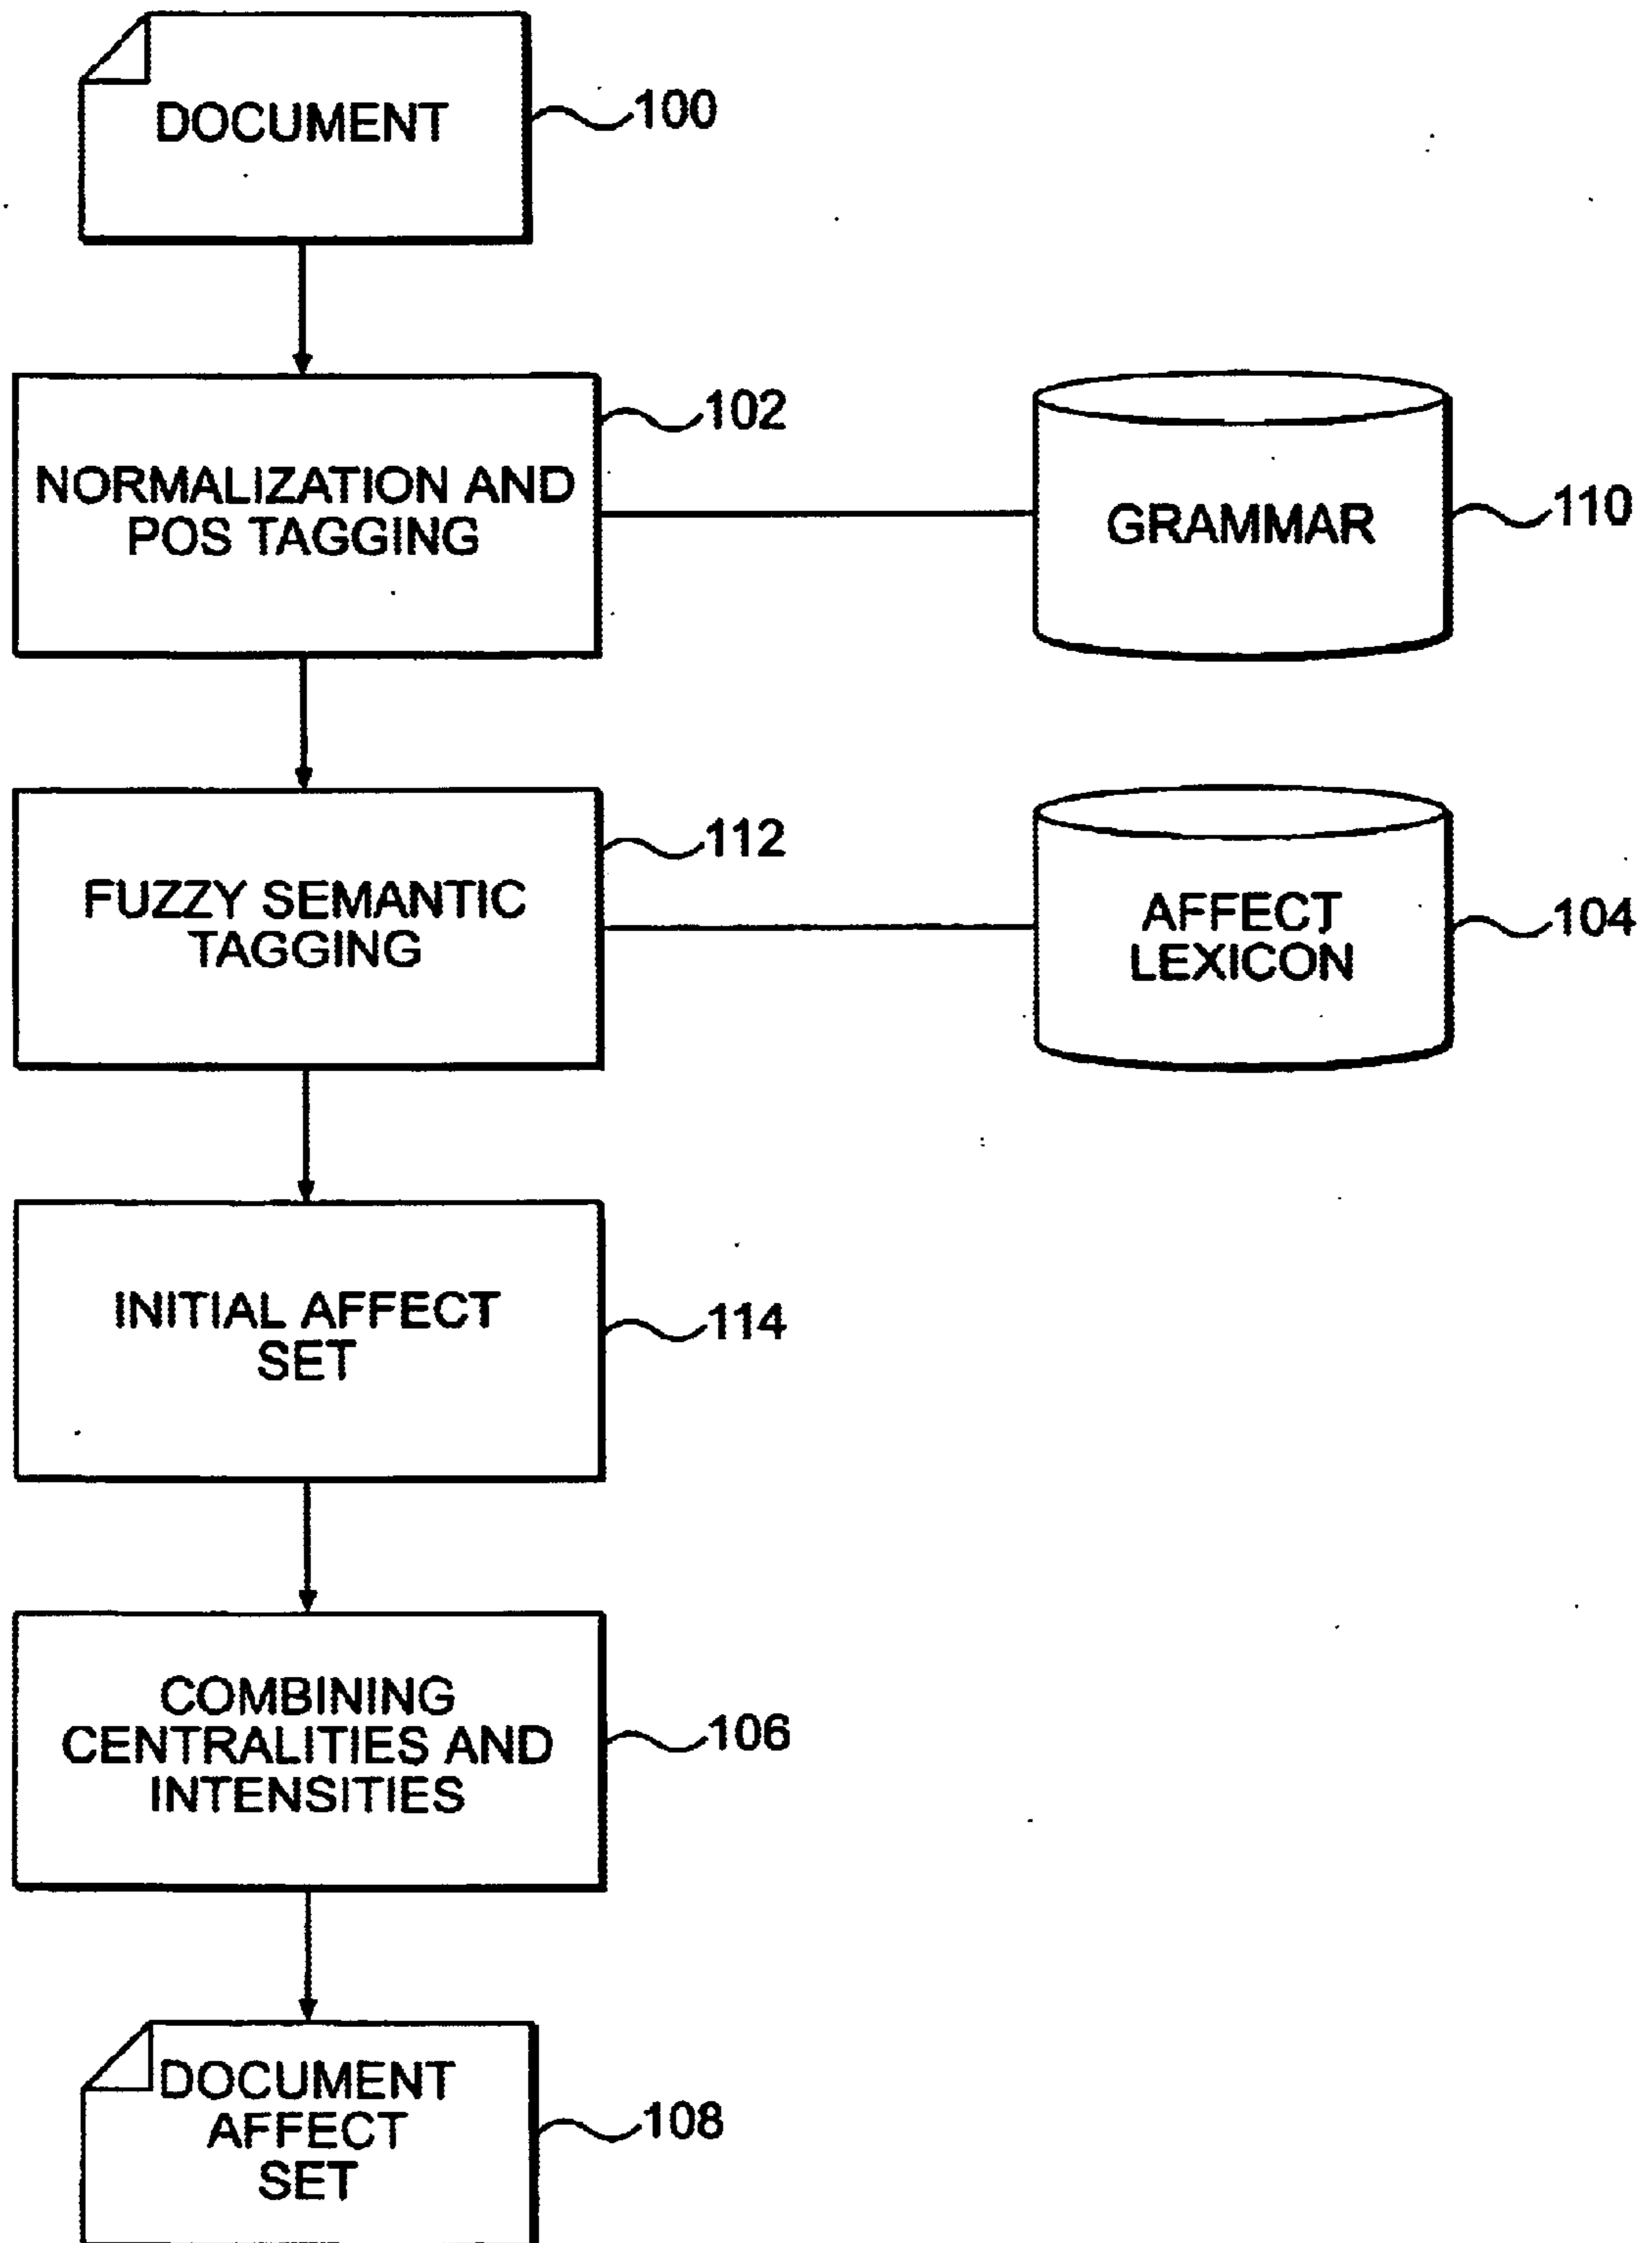 DOCUMENT
100
NORMALIZATION AND
POS TAGGING
102
GRAMMAR
110
FUZZY SEMANTIC
TAGGING
112
AFFECT
LEXICON
104
INITIAL AFFECT
SET
114
COMBINING
CENTRALITIES AND
INTENSITIES
106
DOCUMENT
AFFECT
SET
108